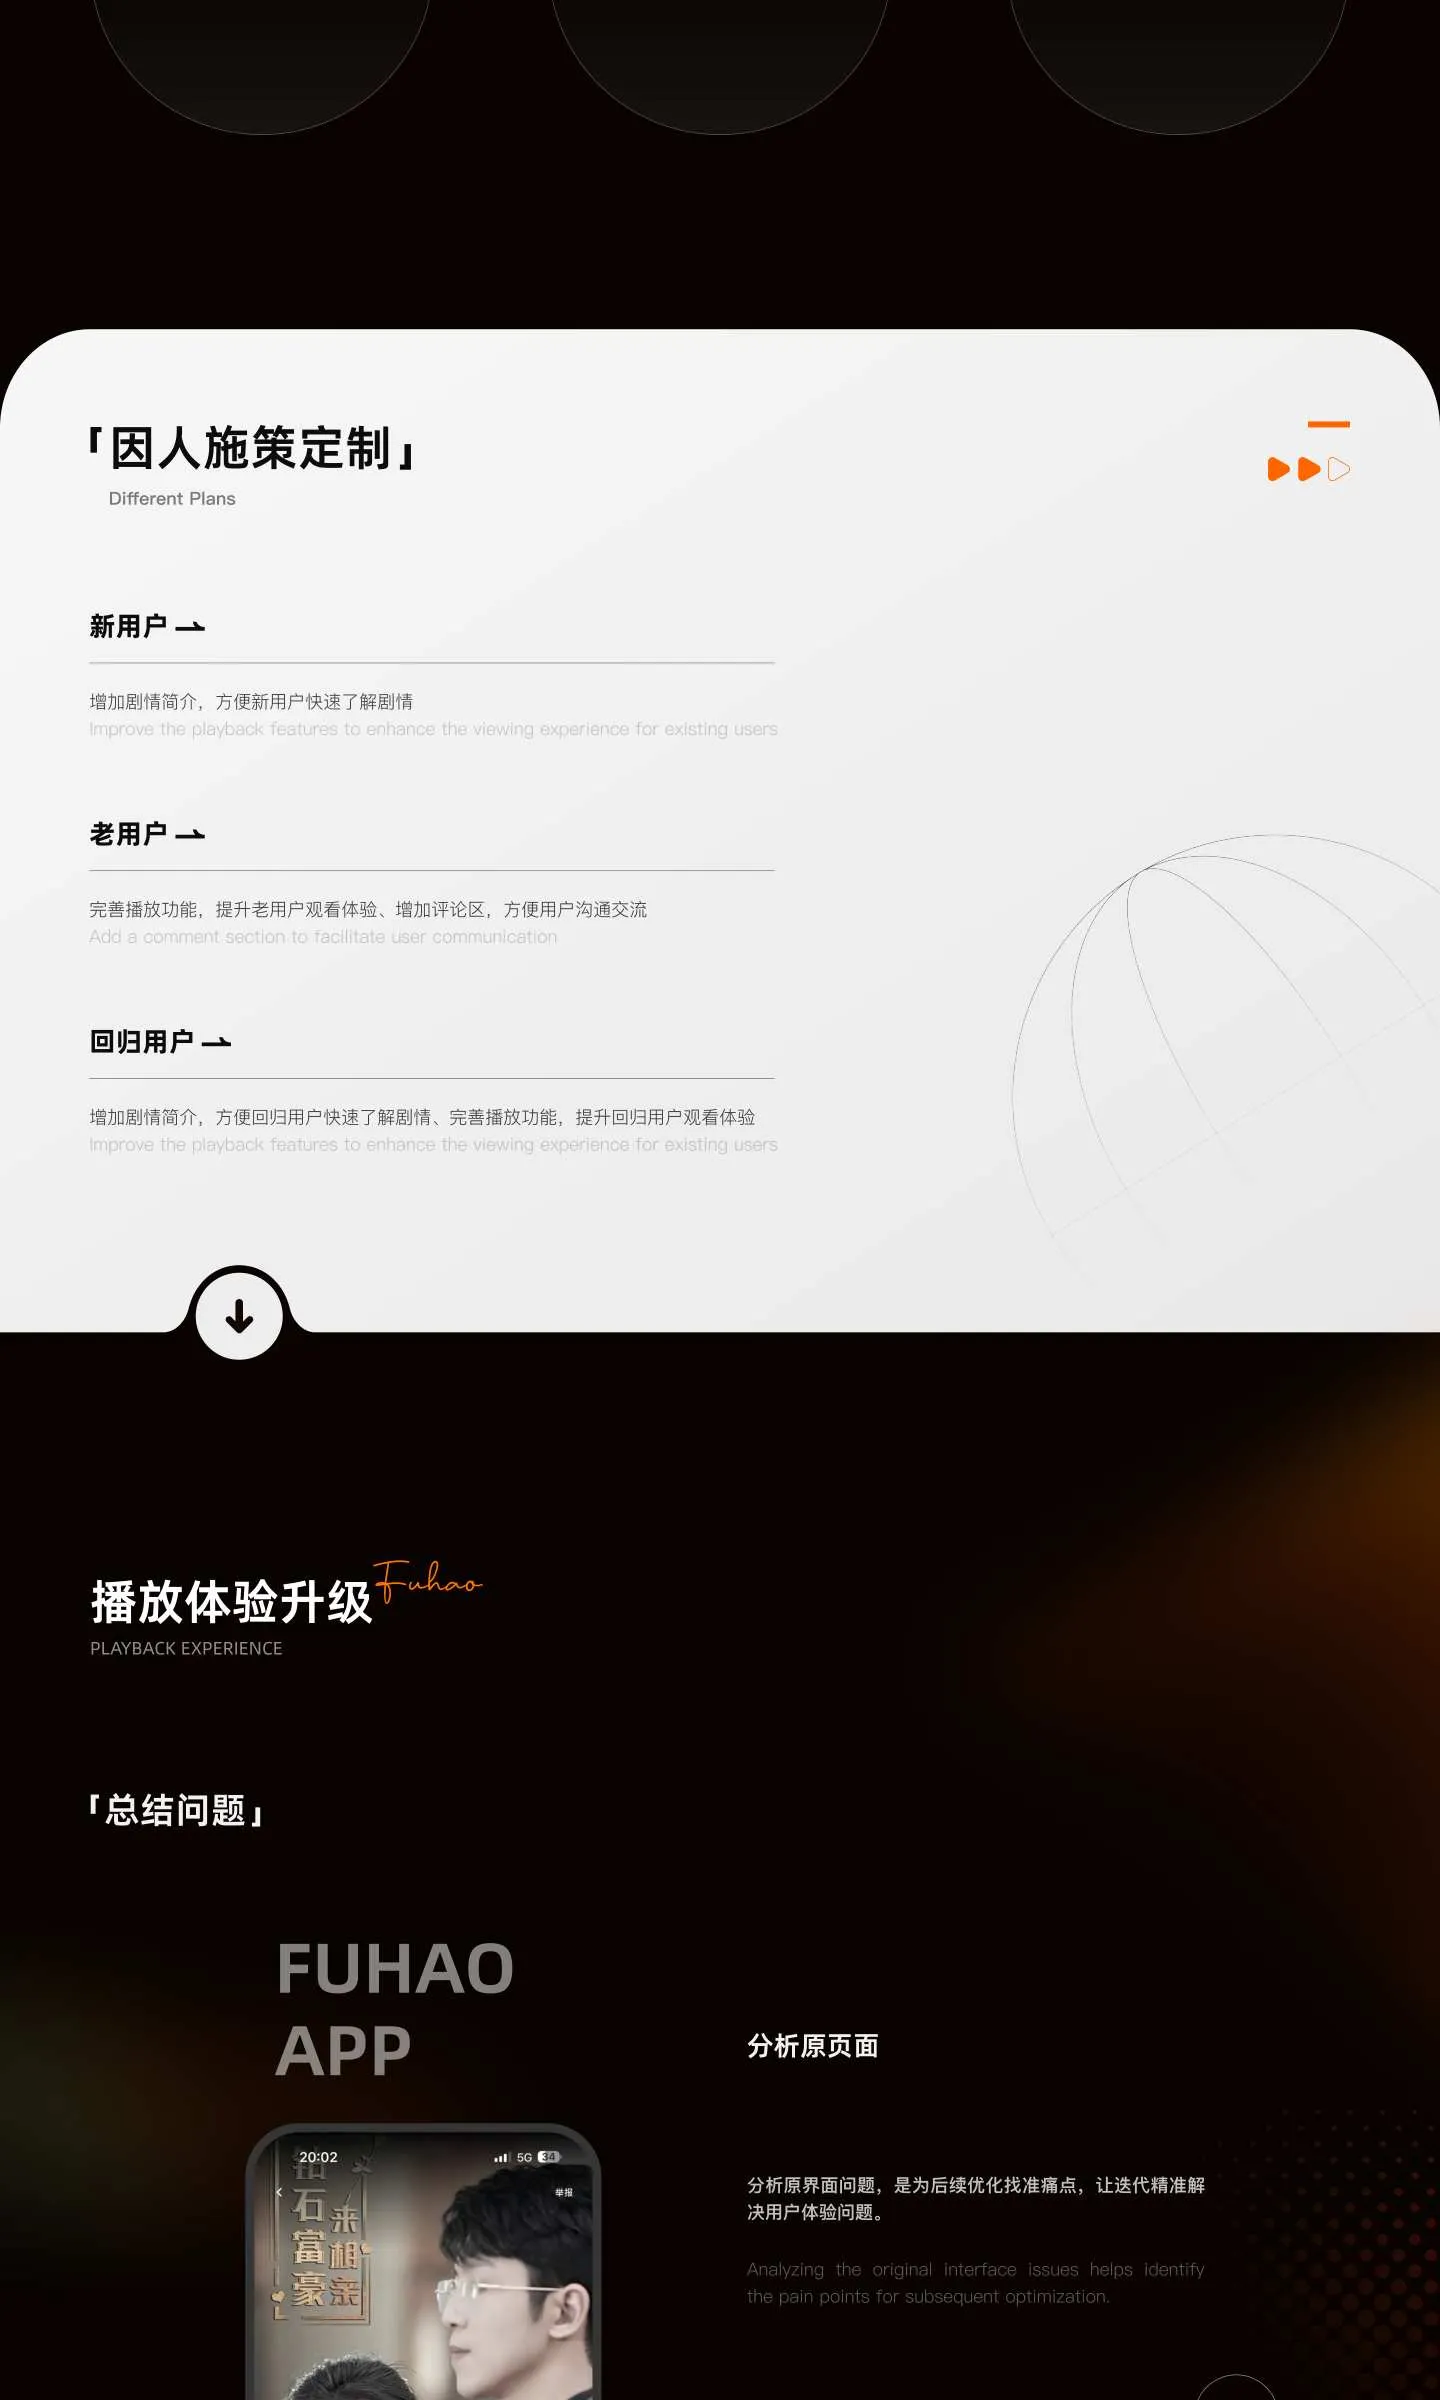 「因人施策定制」
Different Plans
新用户
增加剧情简介，方便新用户快速了解剧情
Improve the playback features to enhance the viewing experience for existing users
老用户
完善播放功能，提升老用户观看体验、增加评论区，方便用户沟通交流
Add a comment section to facilitate user communication
回归用户
增加剧情简介，方便回归用户快速了解剧情、完善播放功能，提升回归用户观看体验
Improve the playback features to enhance the viewing experience for existing users
播放体验升级
Fuhao
PLAYBACK EXPERIENCE
「总结问题」
FUHAO
APP
分析原页面
20:02
5G 34
举报
钻石富豪
来相亲
分析原界面问题，是为后续优化找准痛点，让迭代精准解
决用户体验问题。
Analyzing the original interface issues helps identify
the pain points for subsequent optimization.